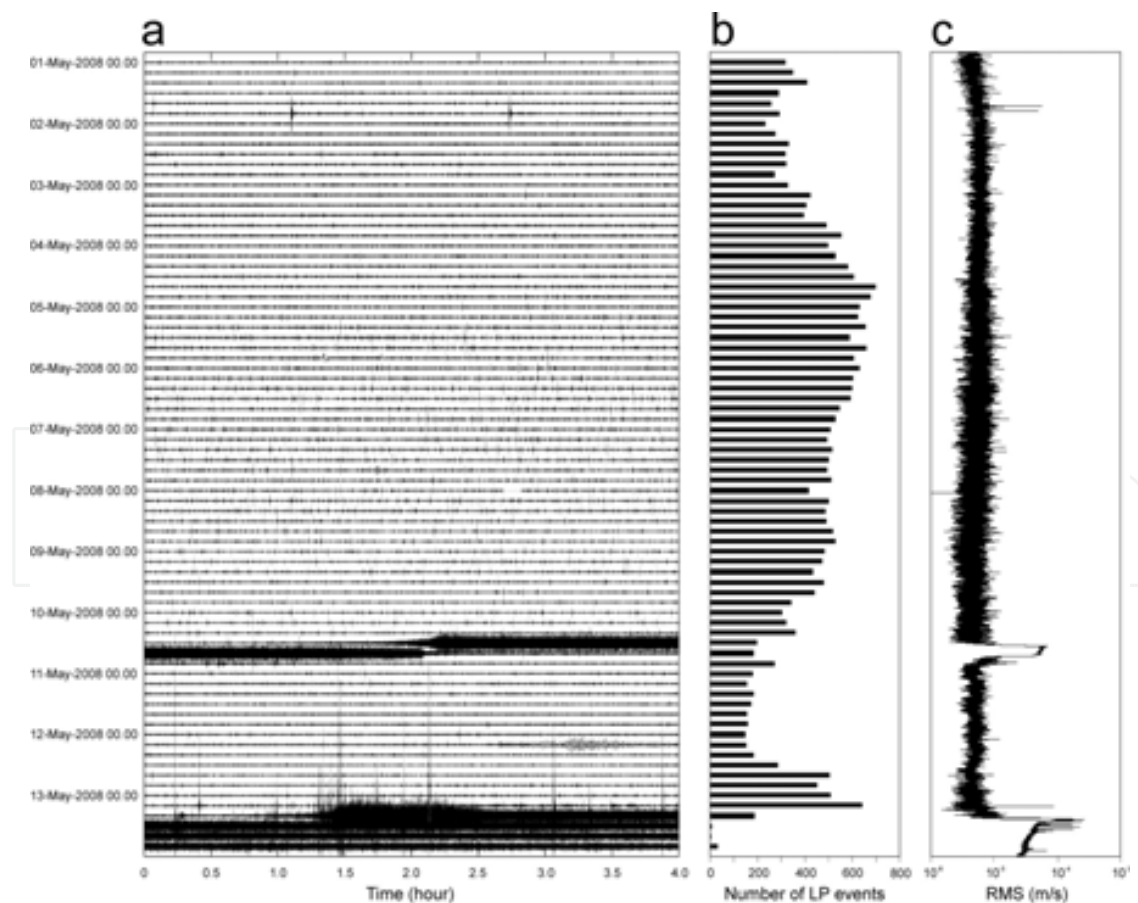 a
b
c
01-May-2008 00.00
02-May-2008 00.00
03-May-2008 00.00
04-May-2008 00.00
05-May-2008 00.00
06-May-2008 00.00
07-May-2008 00.00
08-May-2008 00.00
09-May-2008 00.00
10-May-2008 00.00
11-May-2008 00.00
12-May-2008 00.00
13-May-2008 00.00
0 0.5 1.0 1.5 2.0 2.5 3.0 3.5 4.0
Time (hour)
0 200 400 600 800
Number of LP events
RMS (m/s)